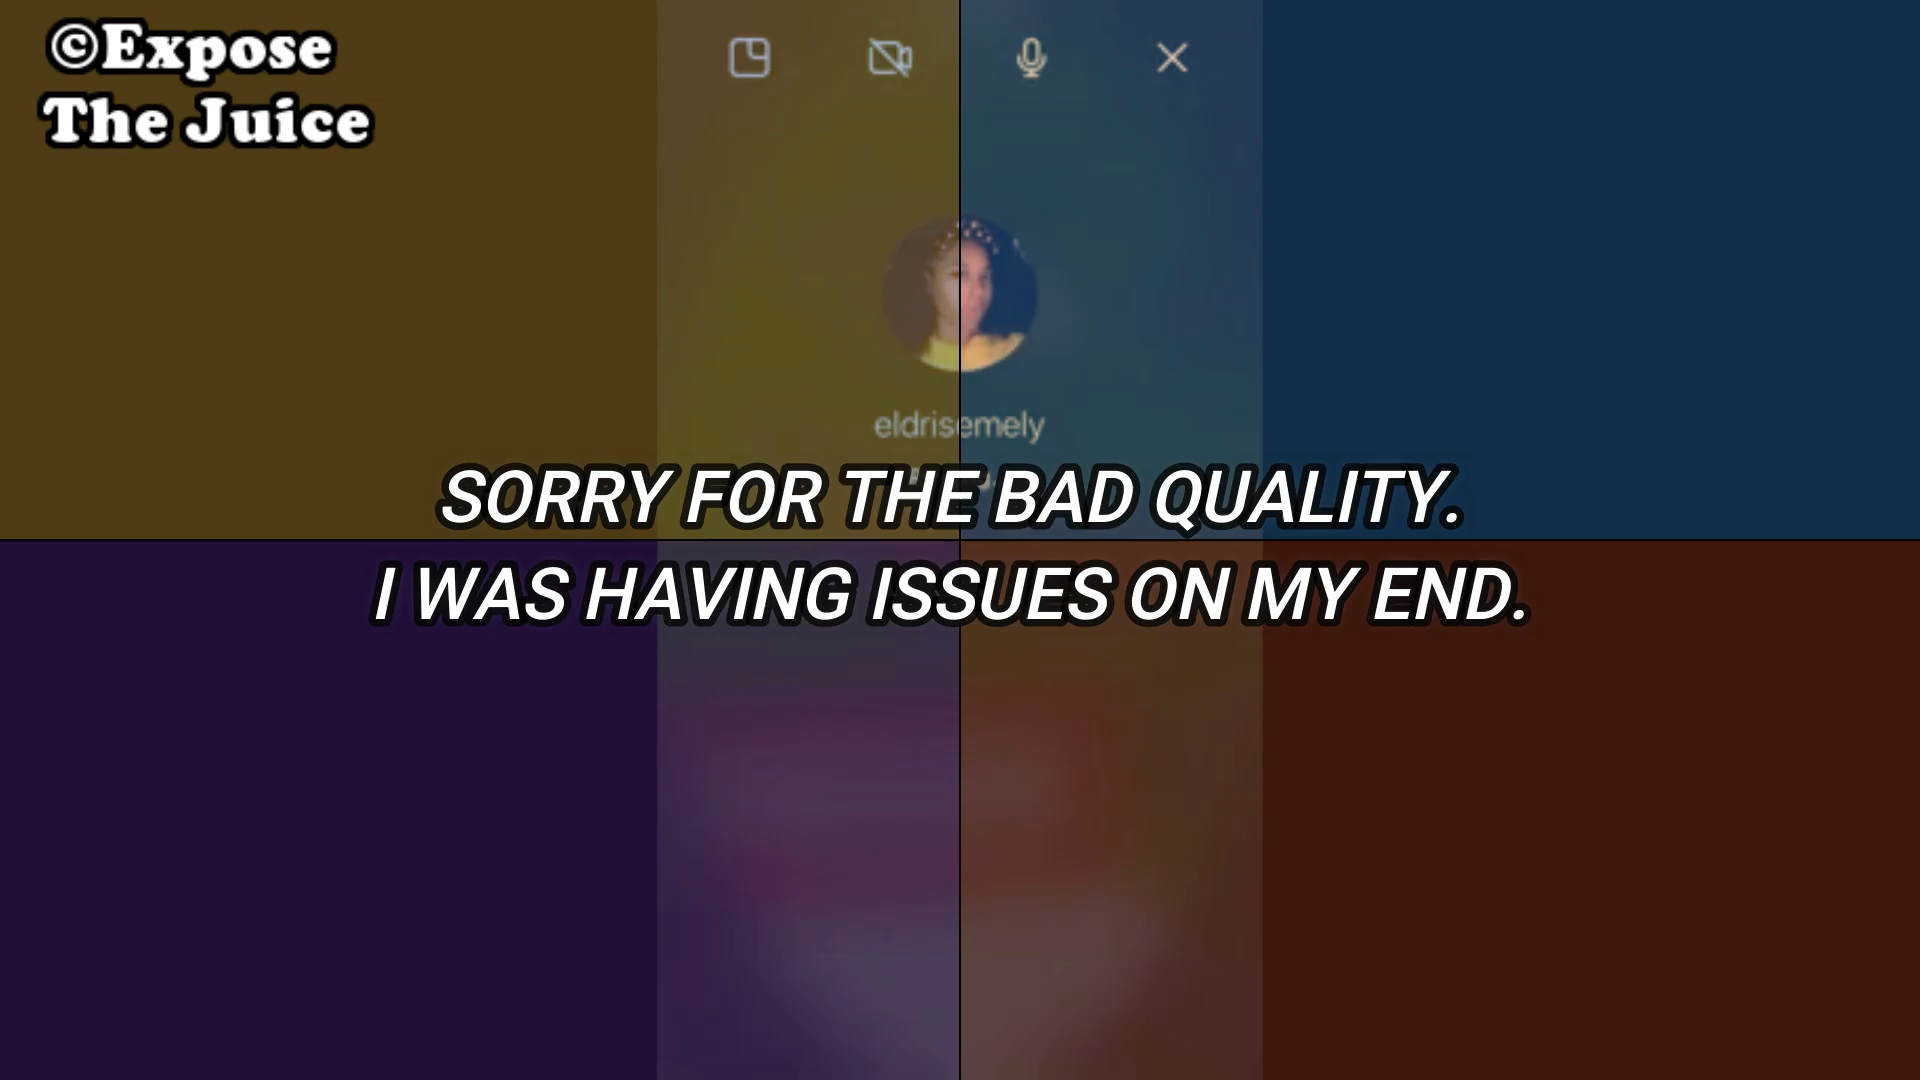 ©Expose
The Juice
eldrisemely
SORRY FOR THE BAD QUALITY.
I WAS HAVING ISSUES ON MY END.